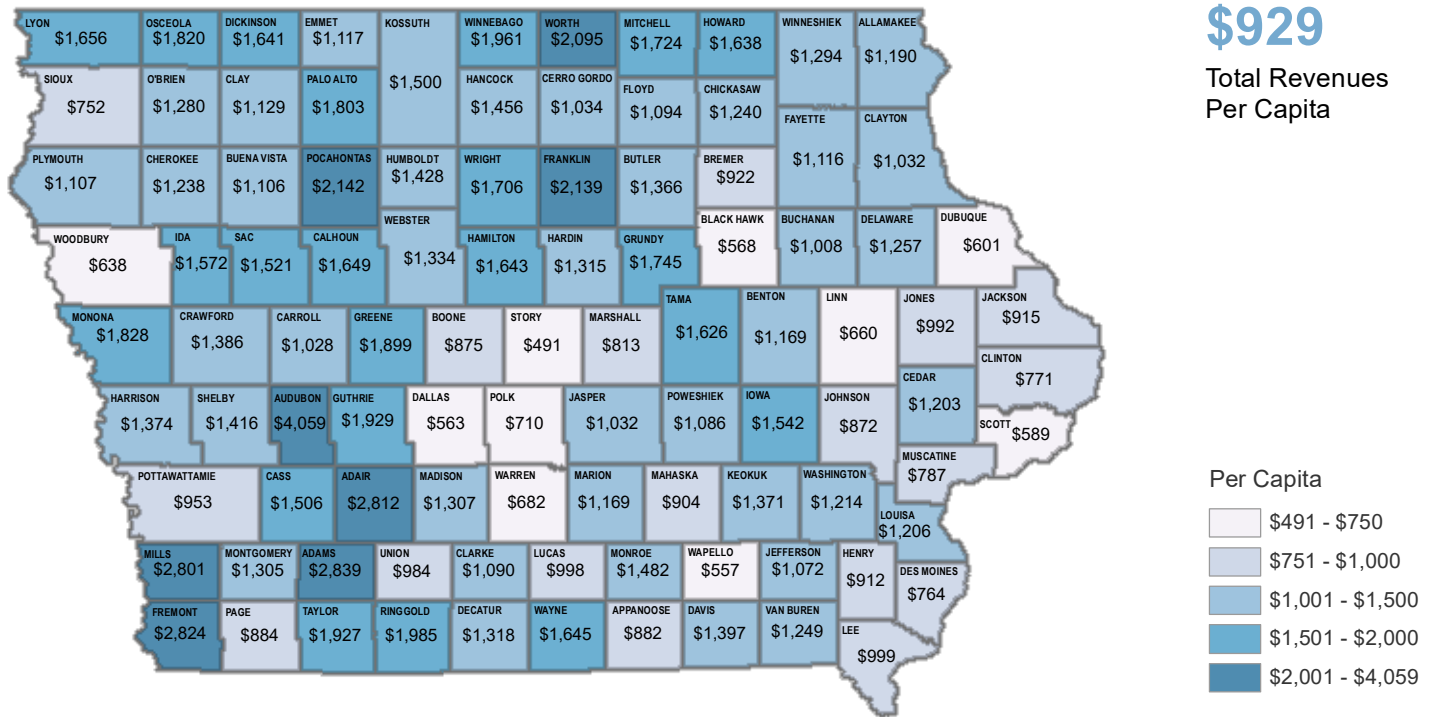 $929
Total Revenues
Per Capita
LYON
$1,656
OSCEOLA
$1,820
DICKINSON
$1,641
EMMET
$1,117
KOSSUTH
$1,500
WINNEBAGO
$1,961
WORTH
$2,095
MITCHELL
$1,724
HOWARD
$1,638
WINNESHIEK
$1,294
ALLAMAKEE
$1,190
SIOUX
$752
O'BRIEN
$1,280
CLAY
$1,129
PALO ALTO
$1,803
HANCOCK
$1,456
CERRO GORDO
$1,034
FLOYD
$1,094
CHICKASAW
$1,240
FAYETTE
$1,116
CLAYTON
$1,032
PLYMOUTH
$1,107
CHEROKEE
$1,238
BUENA VISTA
$1,106
POCAHONTAS
$2,142
HUMBOLDT
$1,428
WRIGHT
$1,706
FRANKLIN
$2,139
BUTLER
$1,366
BREMER
$922
WEBSTER
$1,334
BLACK HAWK
$568
BUCHANAN
$1,008
DELAWARE
$1,257
DUBUQUE
$601
WOODBURY
$638
IDA
$1,572
SAC
$1,521
CALHOUN
$1,649
HAMILTON
$1,643
HARDIN
$1,315
GRUNDY
$1,745
TAMA
$1,626
BENTON
$1,169
LINN
$660
JONES
$992
JACKSON
$915
MONONA
$1,828
CRAWFORD
$1,386
CARROLL
$1,028
GREENE
$1,899
BOONE
$875
STORY
$491
MARSHALL
$813
CLINTON
$771
CEDAR
$1,203
HARRISON
$1,374
SHELBY
$1,416
AUDUBON
$4,059
GUTHRIE
$1,929
DALLAS
$563
POLK
$710
JASPER
$1,032
POWESHIEK
$1,086
IOWA
$1,542
JOHNSON
$872
SCOTT
$589
MUSCATINE
$787
POTTAWATTAMIE
$953
CASS
$1,506
ADAIR
$2,812
MADISON
$1,307
WARREN
$682
MARION
$1,169
MAHASKA
$904
KEOKUK
$1,371
WASHINGTON
$1,214
LOUISA
$1,206
MILLS
$2,801
MONTGOMERY
$1,305
ADAMS
$2,839
UNION
$984
CLARKE
$1,090
LUCAS
$998
MONROE
$1,482
WAPELLO
$557
JEFFERSON
$1,072
HENRY
$912
DES MOINES
$764
FREMONT
$2,824
PAGE
$884
TAYLOR
$1,927
RINGGOLD
$1,985
DECATUR
$1,318
WAYNE
$1,645
APPANOOSE
$882
DAVIS
$1,397
VAN BUREN
$1,249
LEE
$999
Per Capita
$491 - $750
$751 - $1,000
$1,001 - $1,500
$1,501 - $2,000
$2,001 - $4,059